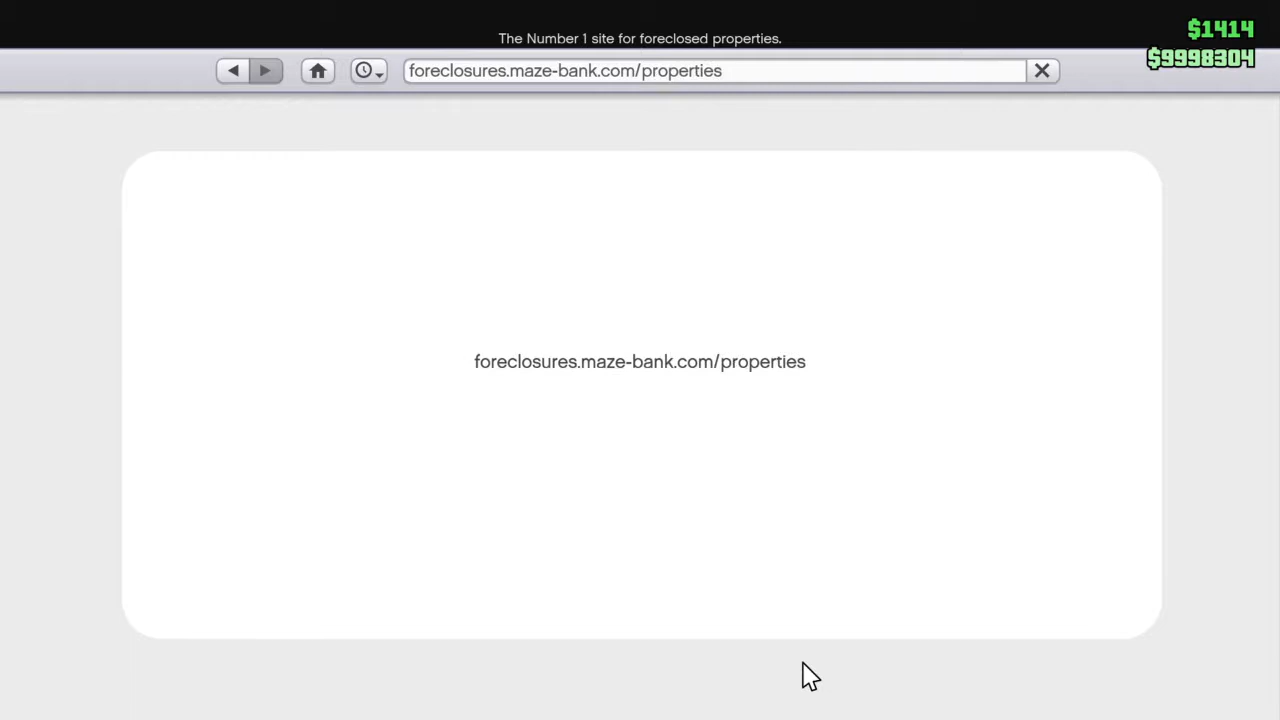 The Number 1 site for foreclosed properties.
$1414
$9998304
foreclosures.maze-bank.com/properties
foreclosures.maze-bank.com/properties